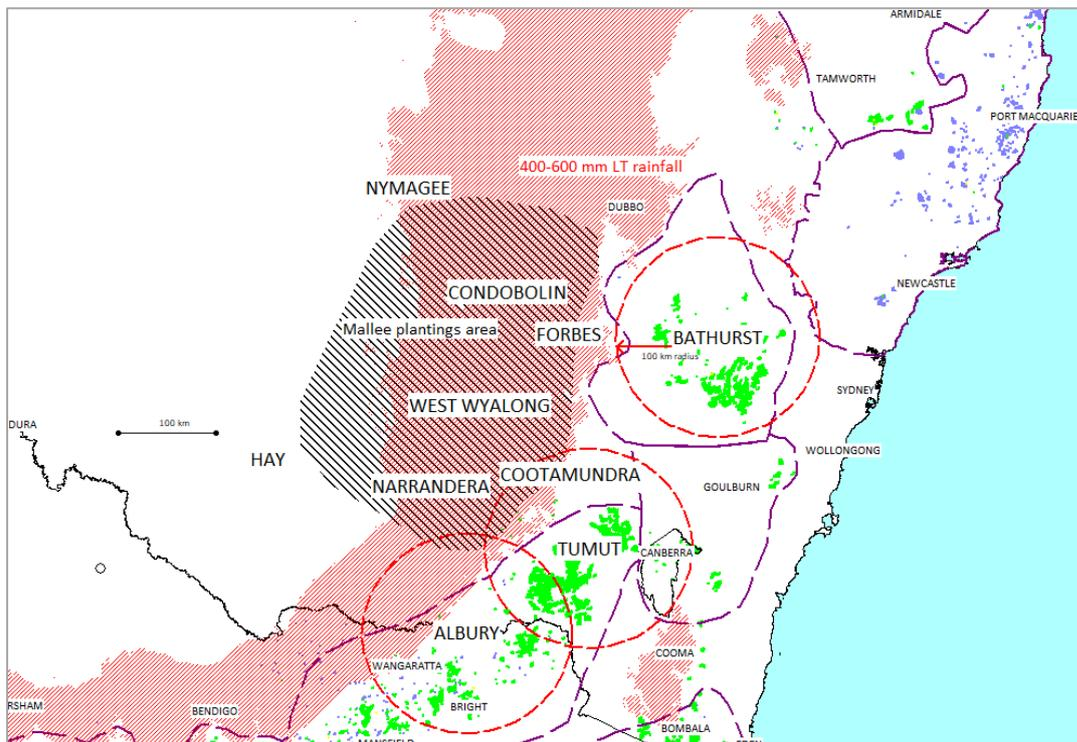 ARMIDALE
TAMWORTH
PORT MACQUARIE
400-600 mm LT rainfall
NYMAGEE
DUBBO
NEWCASTLE
CONDOBOLIN
Mallee plantings area
FORBES
BATHURST
100 km radius
SYDNEY
WEST WYALONG
DURA
100 km
WOLLONGONG
HAY
COOTAMUNDRA
NARRANDERA
GOULBURN
TUMUT
CANBERRA
ALBURY
COOMA
WANGARATTA
RSHAM
BRIGHT
BENDIGO
BOMBALA
MANSFIELD